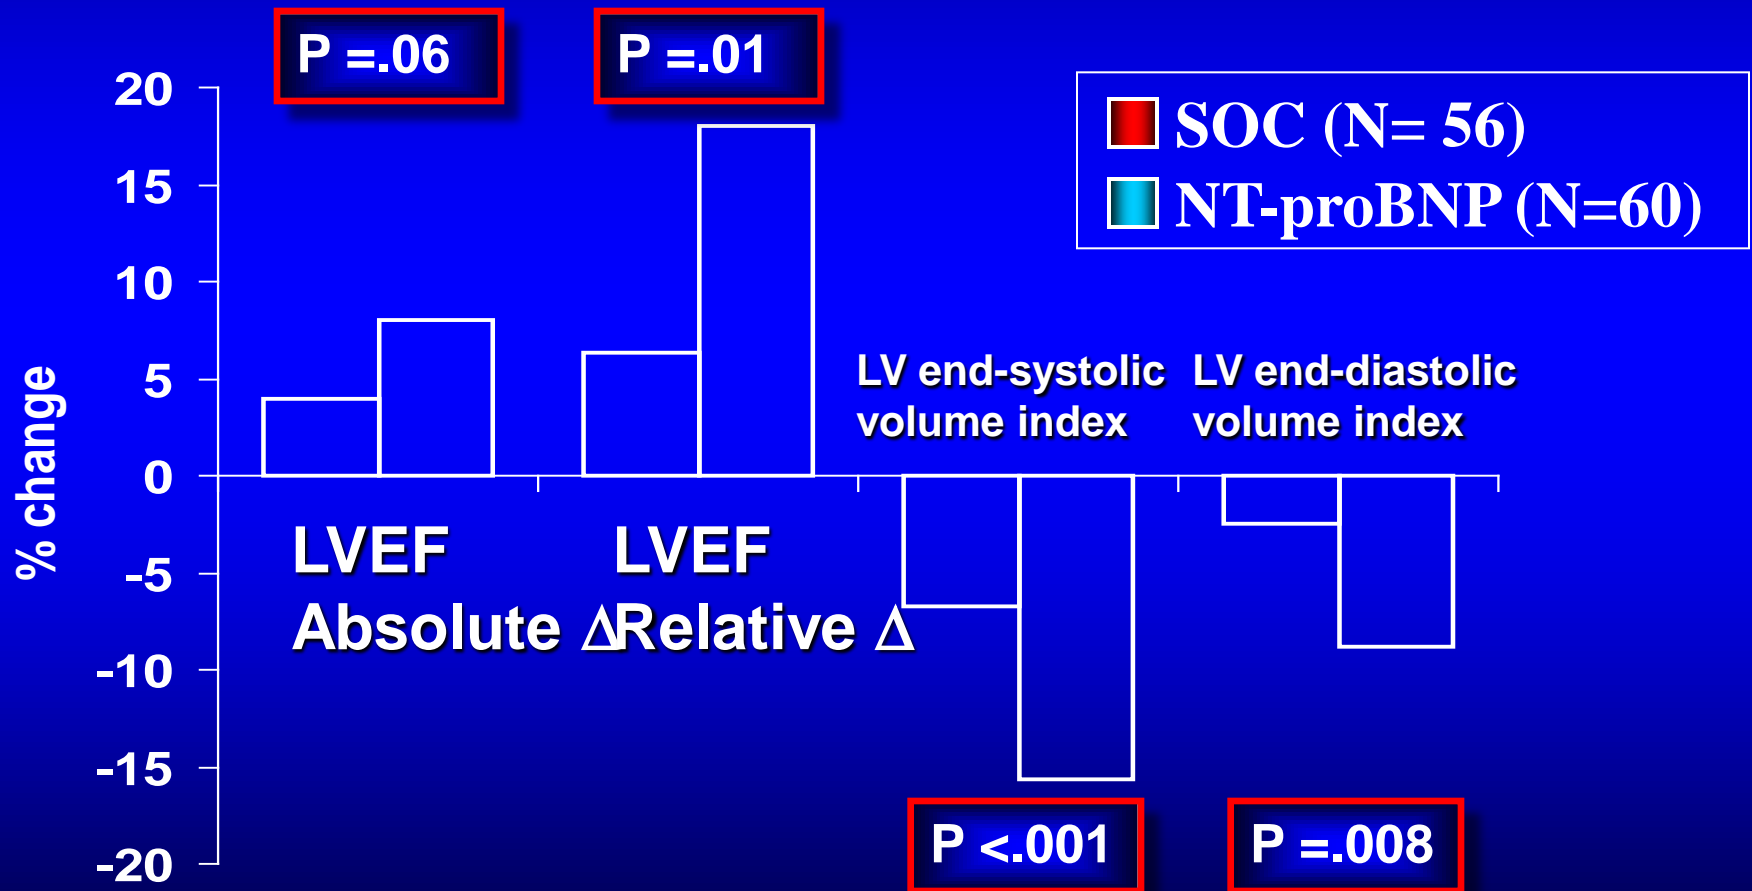 P =.06
P =.01
SOC (N= 56)
NT-proBNP (N=60)
% change
20
15
10
5
0
-5
-10
-15
-20
LV end-systolic
volume index
LV end-diastolic
volume index
LVEF
Absolute Δ
LVEF
Relative Δ
P <.001
P =.008